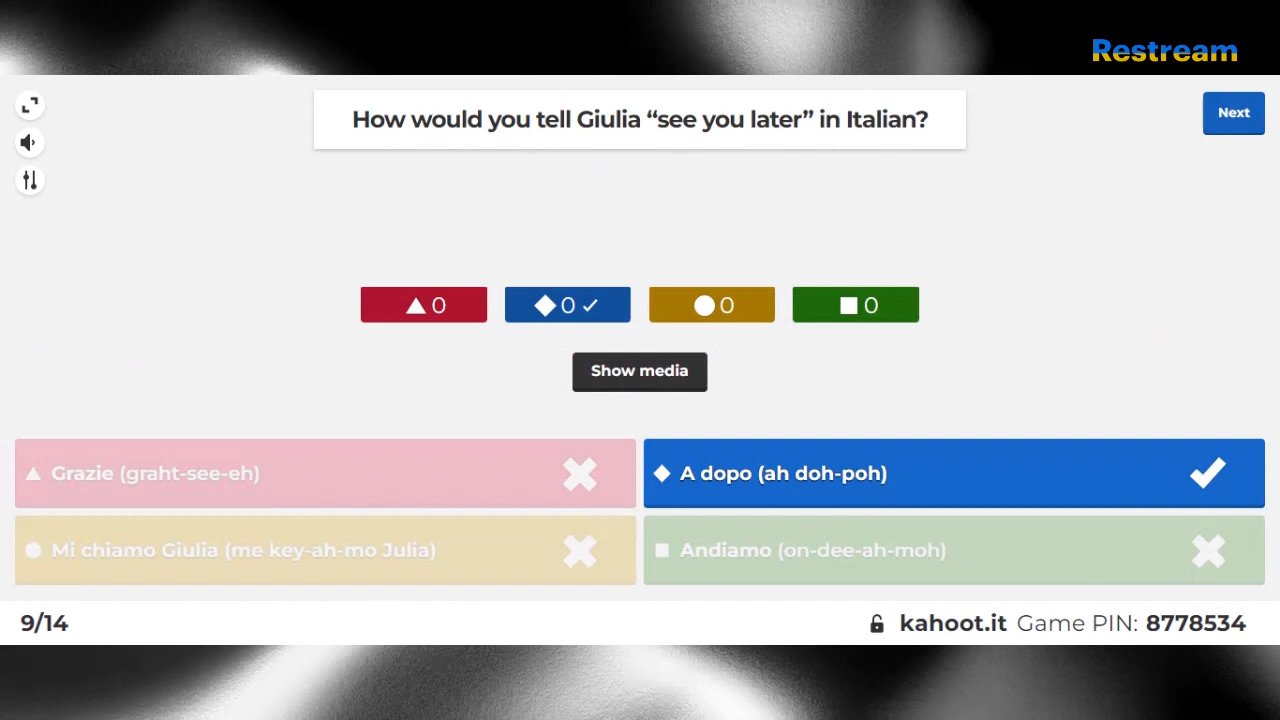 Restream
How would you tell Giulia “see you later” in Italian?
Next
0
0
0
0
Show media
Grazie (graht-see-eh)
A dopo (ah doh-poh)
Mi chiamo Giulia (me key-ah-mo Julia)
Andiamo (on-dee-ah-moh)
9/14
kahoot.it Game PIN: 8778534